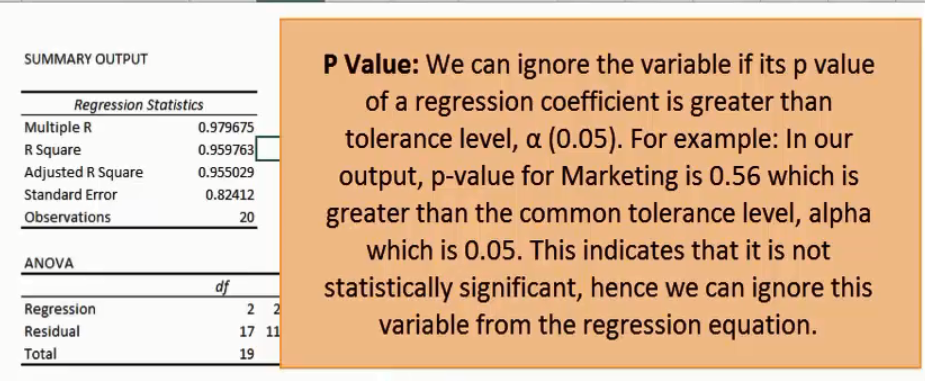 SUMMARY OUTPUT
Regression Statistics
Multiple R 0.979675
R Square 0.959763
Adjusted R Square 0.955029
Standard Error 0.82412
Observations 20
ANOVA
df
Regression 2 2
Residual 17 11
Total 19
P Value: We can ignore the variable if its p value
of a regression coefficient is greater than
tolerance level, α (0.05). For example: In our
output, p-value for Marketing is 0.56 which is
greater than the common tolerance level, alpha
which is 0.05. This indicates that it is not
statistically significant, hence we can ignore this
variable from the regression equation.